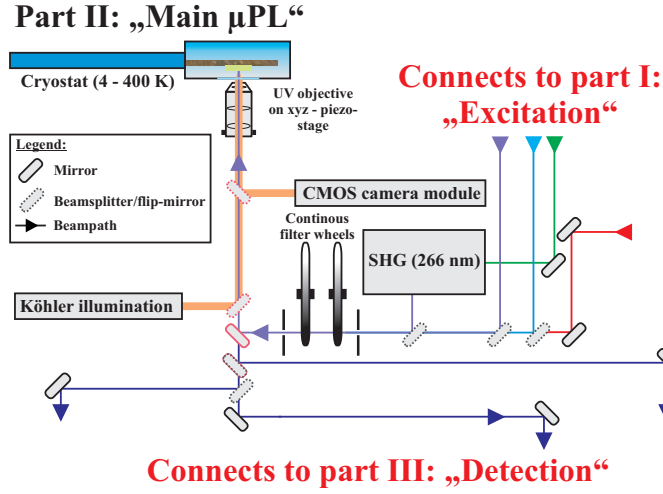 Part II: „Main µPL“
Cryostat (4 - 400 K)
UV objective
on xyz - piezo-
stage
Connects to part I:
„Excitation“
Legend:
Mirror
Beamsplitter/flip-mirror
Beampath
CMOS camera module
Continous
filter wheels
SHG (266 nm)
Köhler illumination
Connects to part III: „Detection“